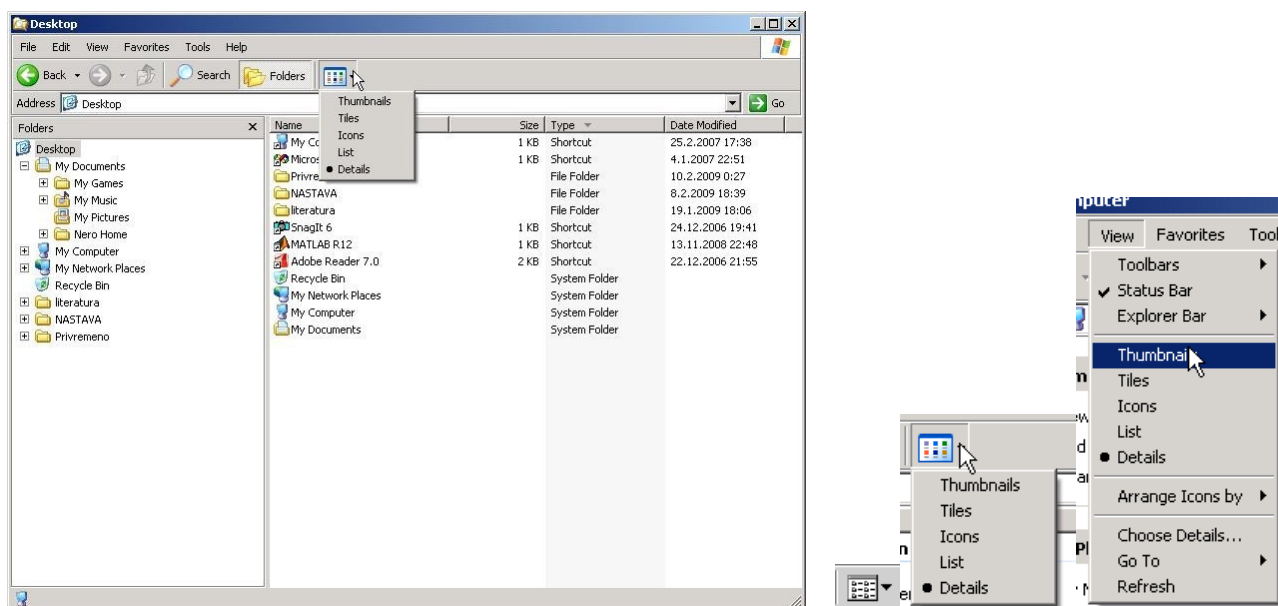 Desktop
File Edit View Favorites Tools Help
Back Search Folders
Address Desktop Go
Thumbnails
Tiles
Icons
List
Details
Folders
Desktop
My Documents
My Games
My Music
My Pictures
Nero Home
My Computer
My Network Places
Recycle Bin
literatura
NASTAVA
Privremeno
Name Size Type Date Modified
My Co 1 KB Shortcut 25.2.2007 17:38
Micros 1 KB Shortcut 4.1.2007 22:51
Privre File Folder 10.2.2009 0:27
NASTAVA File Folder 8.2.2009 18:39
literatura File Folder 19.1.2009 18:06
SnagIt 6 1 KB Shortcut 24.12.2006 19:41
MATLAB R12 1 KB Shortcut 13.11.2008 22:48
Adobe Reader 7.0 2 KB Shortcut 22.12.2006 21:55
Recycle Bin System Folder
My Network Places System Folder
My Computer System Folder
My Documents System Folder
Thumbnails
Tiles
Icons
List
Details
View Favorites Tool
Toolbars
Status Bar
Explorer Bar
Thumbnail
Tiles
Icons
List
Details
Arrange Icons by
Choose Details...
Go To
Refresh